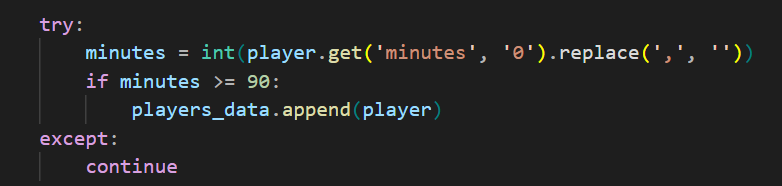 try:
    minutes = int(player.get('minutes', '0').replace(',', ''))
    if minutes >= 90:
        players_data.append(player)
except:
    continue